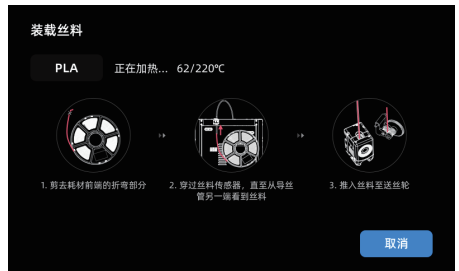 装载丝料
PLA 正在加热... 62/220℃
1. 剪去耗材前端的折弯部分
2. 穿过丝料传感器，直至从导丝
管另一端看到丝料
3. 推入丝料至送丝轮
取消